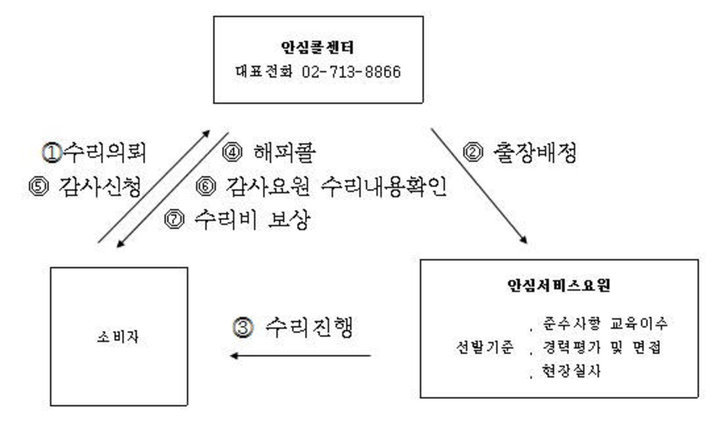 안심콜센터
대표전화 02-713-8866
①수리의뢰
④ 해피콜
② 출장배정
⑤ 감사신청
⑥ 감사요원 수리내용확인
⑦ 수리비 보상
안심서비스요원
소비자
③ 수리진행
선발기준
. 준수사항 교육이수
. 경력평가 및 면접
. 현장실사